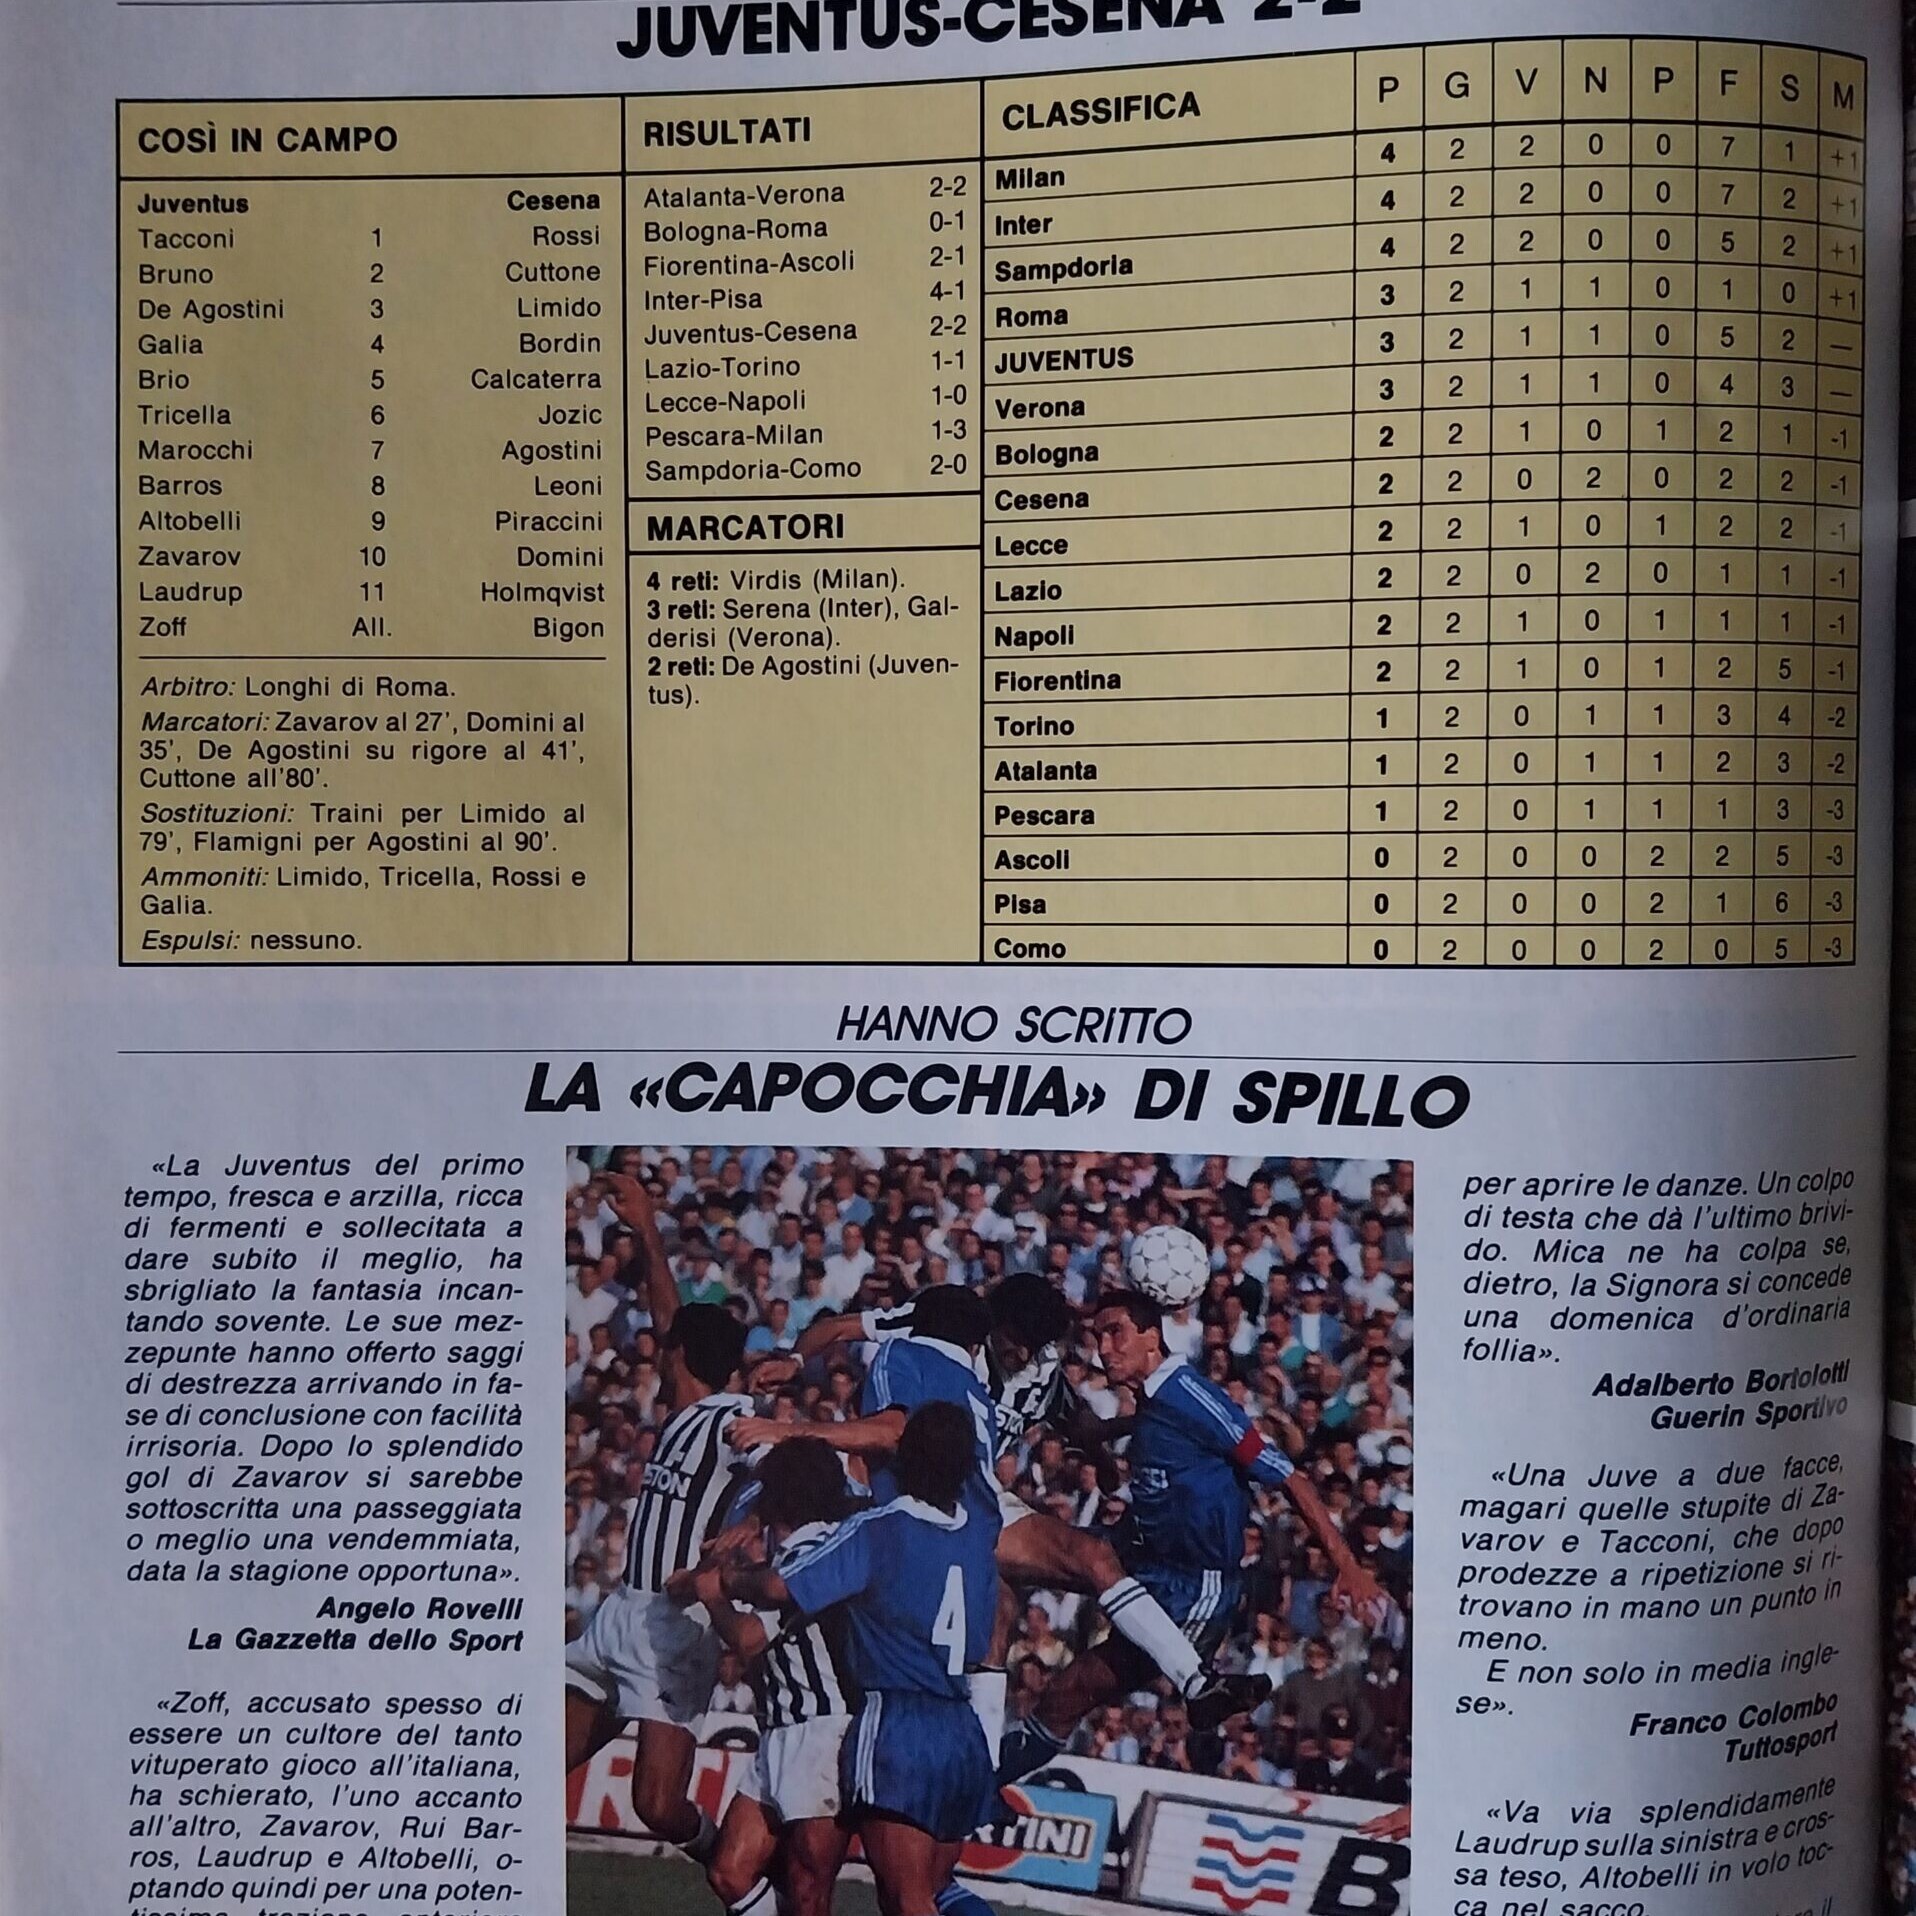 JUVENTUS-CESENA 2-2
COSÌ IN CAMPO
Juventus Cesena
Tacconi 1 Rossi
Bruno 2 Cuttone
De Agostini 3 Limido
Galia 4 Bordin
Brio 5 Calcaterra
Tricella 6 Jozic
Marocchi 7 Agostini
Barros 8 Leoni
Altobelli 9 Piraccini
Zavarov 10 Domini
Laudrup 11 Holmqvist
Zoff All. Bigon
Arbitro: Longhi di Roma.
Marcatori: Zavarov al 27', Domini al
35', De Agostini su rigore al 41',
Cuttone all'80'.
Sostituzioni: Traini per Limido al
79', Flamigni per Agostini al 90'.
Ammoniti: Limido, Tricella, Rossi e
Galia.
Espulsi: nessuno.
RISULTATI
Atalanta-Verona 2-2
Bologna-Roma 0-1
Fiorentina-Ascoli 2-1
Inter-Pisa 4-1
Juventus-Cesena 2-2
Lazio-Torino 1-1
Lecce-Napoli 1-0
Pescara-Milan 1-3
Sampdoria-Como 2-0
MARCATORI
4 reti: Virdis (Milan).
3 reti: Serena (Inter), Gal-
derisi (Verona).
2 reti: De Agostini (Juven-
tus).
CLASSIFICA P G V N P F S M
Milan 4 2 2 0 0 7 1 +1
Inter 4 2 2 0 0 7 2 +1
Sampdoria 4 2 2 0 0 5 2 +1
Roma 3 2 1 1 0 1 0 +1
JUVENTUS 3 2 1 1 0 5 2 —
Verona 3 2 1 1 0 4 3 —
Bologna 2 2 1 0 1 2 1 -1
Cesena 2 2 0 2 0 2 2 -1
Lecce 2 2 1 0 1 2 2 -1
Lazio 2 2 0 2 0 1 1 -1
Napoli 2 2 1 0 1 1 1 -1
Fiorentina 2 2 1 0 1 2 5 -1
Torino 1 2 0 1 1 3 4 -2
Atalanta 1 2 0 1 1 2 3 -2
Pescara 1 2 0 1 1 1 3 -3
Ascoli 0 2 0 0 2 2 5 -3
Pisa 0 2 0 0 2 1 6 -3
Como 0 2 0 0 2 0 5 -3
HANNO SCRITTO
LA «CAPOCCHIA» DI SPILLO
«La Juventus del primo
tempo, fresca e arzilla, ricca
di fermenti e sollecitata a
dare subito il meglio, ha
sbrigliato la fantasia incan-
tando sovente. Le sue mez-
zepunte hanno offerto saggi
di destrezza arrivando in fa-
se di conclusione con facilità
irrisoria. Dopo lo splendido
gol di Zavarov si sarebbe
sottoscritta una passeggiata
o meglio una vendemmiata,
data la stagione opportuna».
Angelo Rovelli
La Gazzetta dello Sport
«Zoff, accusato spesso di
essere un cultore del tanto
vituperato gioco all'italiana,
ha schierato, l'uno accanto
all'altro, Zavarov, Rui Bar-
ros, Laudrup e Altobelli, o-
ptando quindi per una poten-
tissima trazione
4
RTINI
B
per aprire le danze. Un colpo
di testa che dà l'ultimo brivi-
do. Mica ne ha colpa se,
dietro, la Signora si concede
una domenica d'ordinaria
follia».
Adalberto Bortolotti
Guerin Sportivo
«Una Juve a due facce,
magari quelle stupite di Za-
varov e Tacconi, che dopo
prodezze a ripetizione si ri-
trovano in mano un punto in
meno.
E non solo in media ingle-
se».
Franco Colombo
Tuttosport
«Va via splendidamente
Laudrup sulla sinistra e cros-
sa teso, Altobelli in volo toc-
ca nel sacco.
il